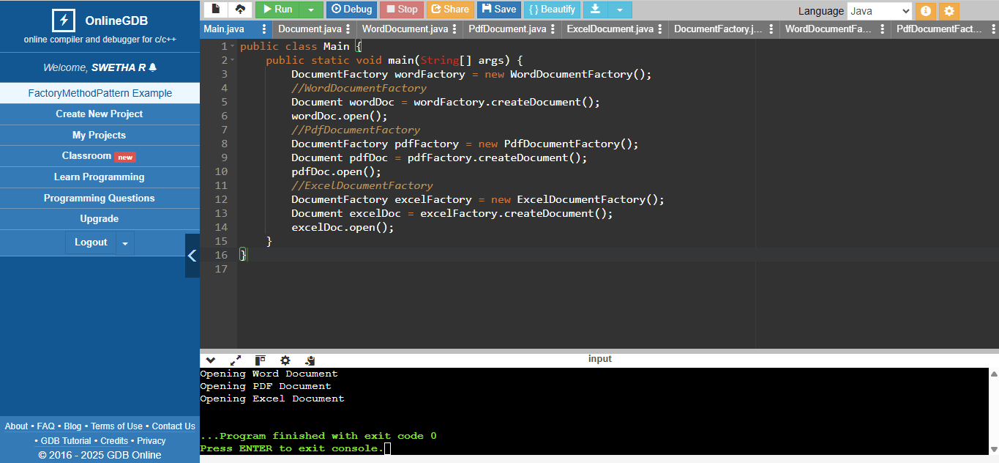 OnlineGDB
online compiler and debugger for c/c++
Welcome, SWETHA R
FactoryMethodPattern Example
Create New Project
My Projects
Classroom new
Learn Programming
Programming Questions
Upgrade
Logout
About • FAQ • Blog • Terms of Use • Contact Us
• GDB Tutorial • Credits • Privacy
© 2016 - 2025 GDB Online
Run Debug Stop Share Save { } Beautify Language Java
Main.java Document.java WordDocument.java PdfDocument.java ExcelDocument.java DocumentFactory.j... WordDocumentFa... PdfDocumentFact...
1 public class Main {
2 public static void main(String[] args) {
3 DocumentFactory wordFactory = new WordDocumentFactory();
4 //WordDocumentFactory
5 Document wordDoc = wordFactory.createDocument();
6 wordDoc.open();
7 //PdfDocumentFactory
8 DocumentFactory pdfFactory = new PdfDocumentFactory();
9 Document pdfDoc = pdfFactory.createDocument();
10 pdfDoc.open();
11 //ExcelDocumentFactory
12 DocumentFactory excelFactory = new ExcelDocumentFactory();
13 Document excelDoc = excelFactory.createDocument();
14 excelDoc.open();
15 }
16 }
17
input
Opening Word Document
Opening PDF Document
Opening Excel Document
...Program finished with exit code 0
Press ENTER to exit console.